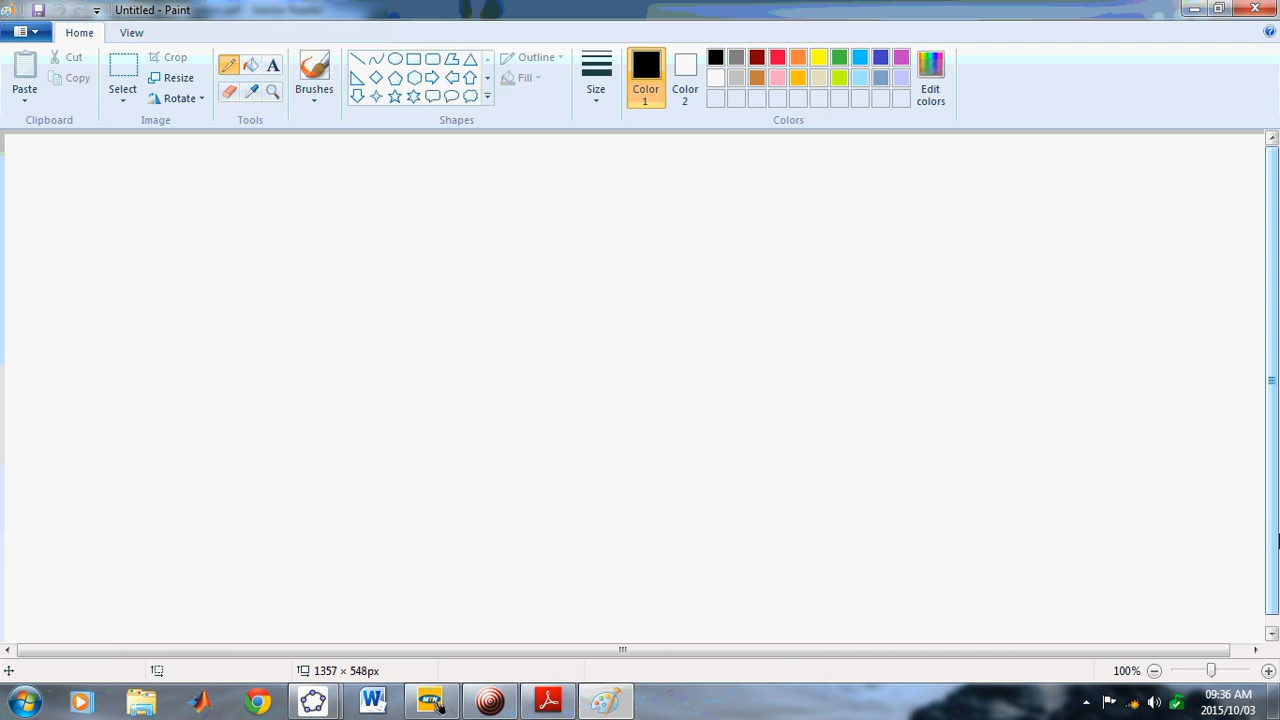 Untitled - Paint
Home View
Paste
Cut
Copy
Clipboard
Select
Crop
Resize
Rotate
Image
A
Tools
Brushes
Outline
Fill
Shapes
Size
Color 1
Color 2
Edit colors
Colors
1357 × 548px
100%
W
MTN
09:36 AM
2015/10/03